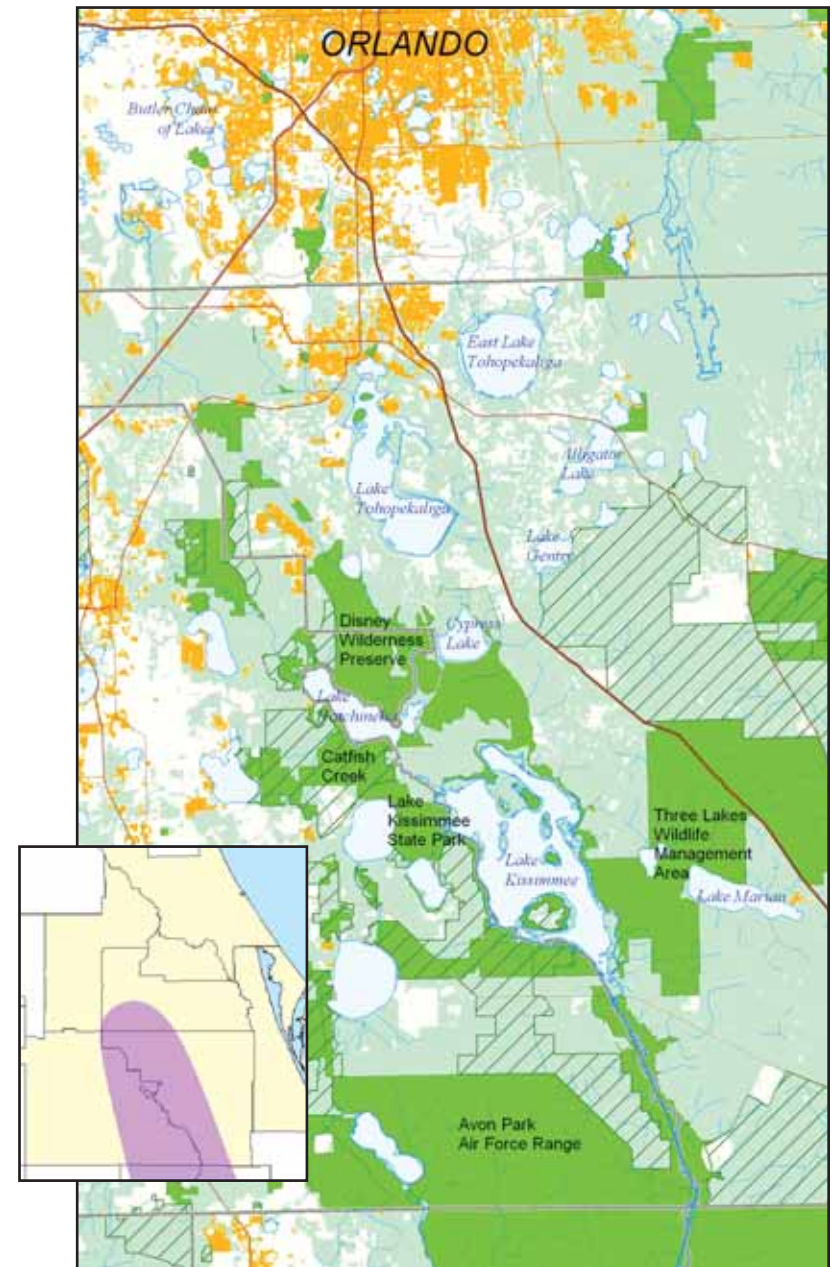 ORLANDO
Butler Chain
of Lakes
East Lake
Tohopekaliga
Alligator
Lake
Lake
Tohopekaliga
Lake
Gentry
Disney
Wilderness
Preserve
Cypress
Lake
Lake
Hatchineha
Catfish
Creek
Lake
Kissimmee
State Park
Three Lakes
Wildlife
Management
Area
Lake
Kissimmee
Lake Marian
Avon Park
Air Force Range